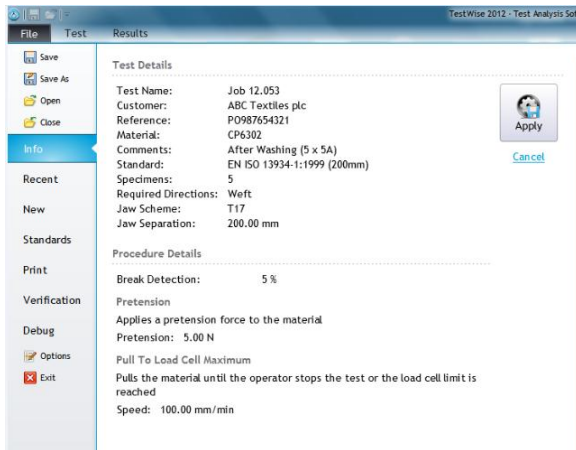 TestWise 2012 - Test Analysis Sof
File Test Results
Save
Save As
Open
Close
Info
Recent
New
Standards
Print
Verification
Debug
Options
Exit
Test Details
Test Name: Job 12.053
Customer: ABC Textiles plc
Reference: PO987654321
Material: CP6302
Comments: After Washing (5 x 5A)
Standard: EN ISO 13934-1:1999 (200mm)
Specimens: 5
Required Directions: Weft
Jaw Scheme: T17
Jaw Separation: 200.00 mm
Procedure Details
Break Detection: 5 %
Pretension
Applies a pretension force to the material
Pretension: 5.00 N
Pull To Load Cell Maximum
Pulls the material until the operator stops the test or the load cell limit is
reached
Speed: 100.00 mm/min
Apply
Cancel